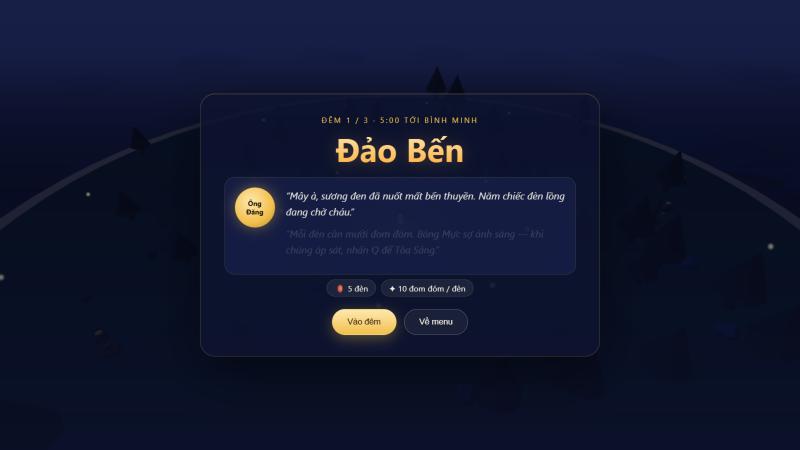 ĐÊM 1 / 3 · 5:00 TỚI BÌNH MINH
Đảo Bến
Ông
Đăng
“Mây à, sương đen đã nuốt mất bến thuyền. Năm chiếc đèn lồng
đang chờ cháu.”
“Mỗi đèn cần mười đom đóm. Bóng Mực sợ ánh sáng — khi
chúng áp sát, nhấn Q để Tỏa Sáng.”
5 đèn
✦ 10 đom đóm / đèn
Vào đêm
Về menu